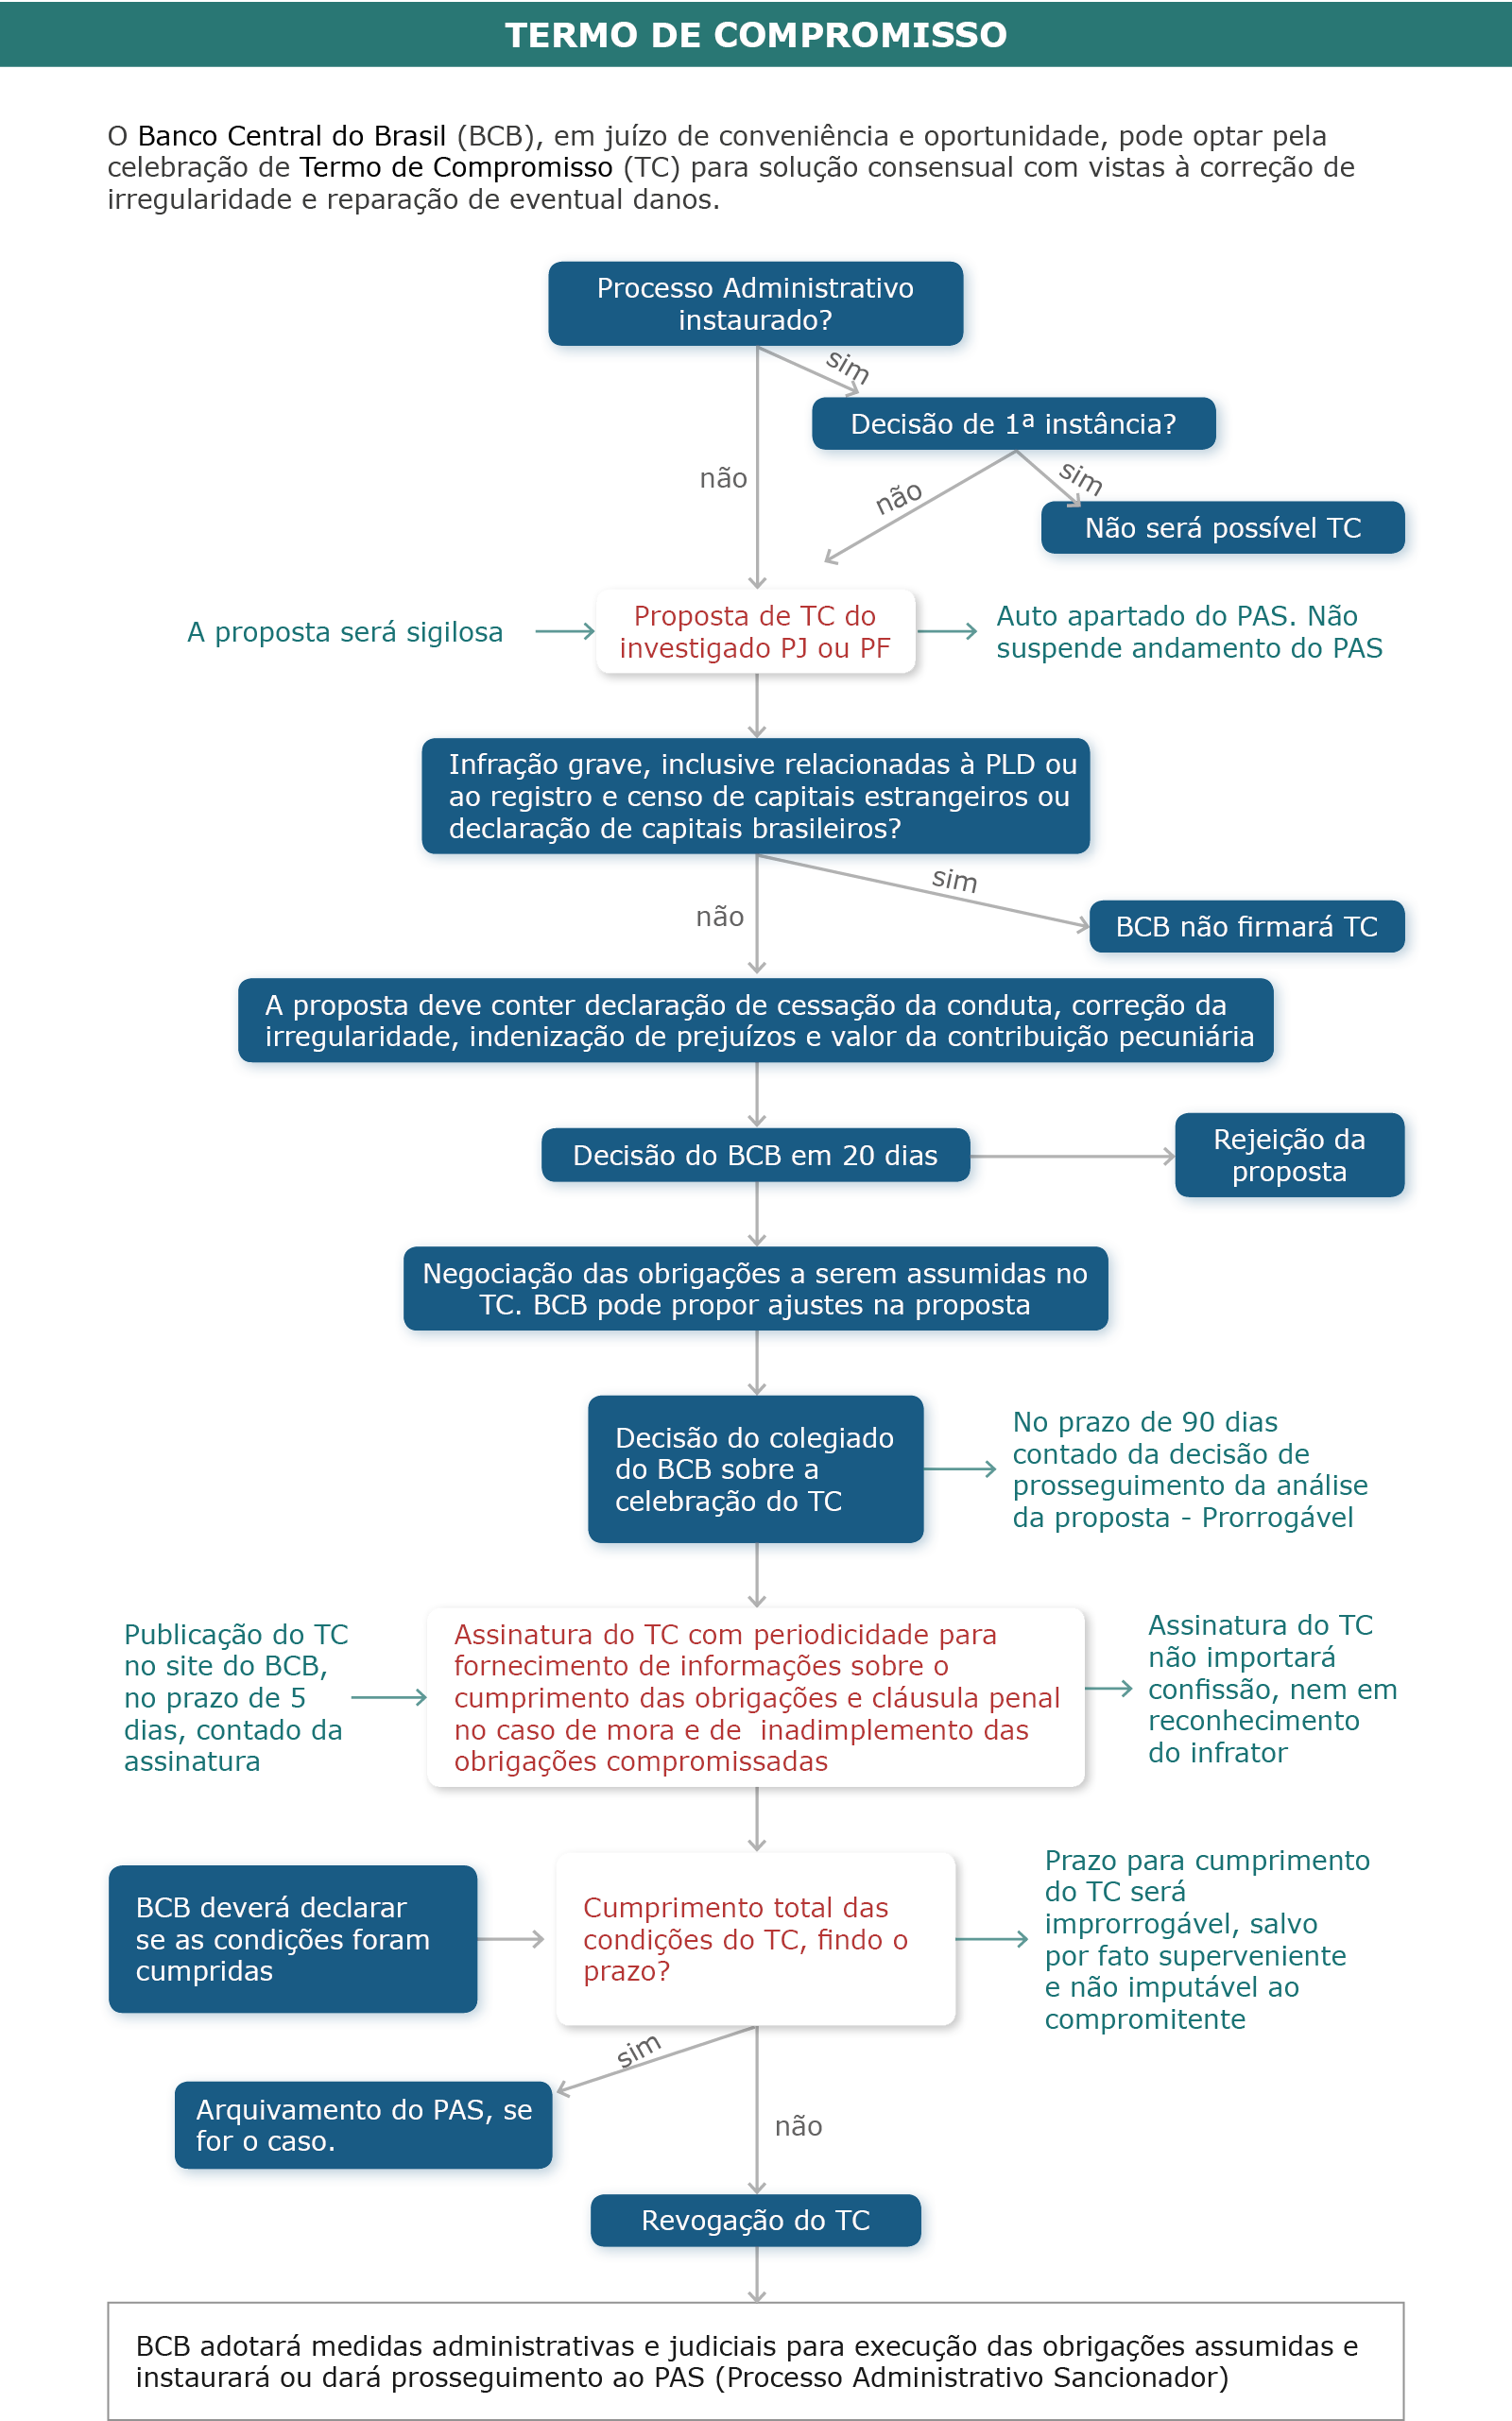 TERMO DE COMPROMISSO
O Banco Central do Brasil (BCB), em juízo de conveniência e oportunidade, pode optar pela
celebração de Termo de Compromisso (TC) para solução consensual com vistas à correção de
irregularidade e reparação de eventual danos.
Processo Administrativo
instaurado?
sim
Decisão de 1ª instância?
não
não
sim
Não será possível TC
A proposta será sigilosa
Proposta de TC do
investigado PJ ou PF
Auto apartado do PAS. Não
suspende andamento do PAS
Infração grave, inclusive relacionadas à PLD ou
ao registro e censo de capitais estrangeiros ou
declaração de capitais brasileiros?
sim
não
BCB não firmará TC
A proposta deve conter declaração de cessação da conduta, correção da
irregularidade, indenização de prejuízos e valor da contribuição pecuniária
Decisão do BCB em 20 dias
Rejeição da
proposta
Negociação das obrigações a serem assumidas no
TC. BCB pode propor ajustes na proposta
Decisão do colegiado
do BCB sobre a
celebração do TC
No prazo de 90 dias
contado da decisão de
prosseguimento da análise
da proposta - Prorrogável
Publicação do TC
no site do BCB,
no prazo de 5
dias, contado da
assinatura
Assinatura do TC com periodicidade para
fornecimento de informações sobre o
cumprimento das obrigações e cláusula penal
no caso de mora e de  inadimplemento das
obrigações compromissadas
Assinatura do TC
não importará
confissão, nem em
reconhecimento
do infrator
BCB deverá declarar
se as condições foram
cumpridas
Cumprimento total das
condições do TC, findo o
prazo?
Prazo para cumprimento
do TC será
improrrogável, salvo
por fato superveniente
e não imputável ao
compromitente
sim
Arquivamento do PAS, se
for o caso.
não
Revogação do TC
BCB adotará medidas administrativas e judiciais para execução das obrigações assumidas e
instaurará ou dará prosseguimento ao PAS (Processo Administrativo Sancionador)